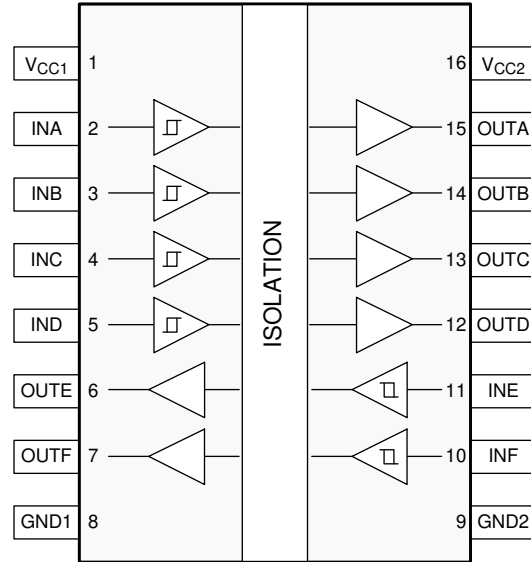 VCC1 1 16 VCC2
INA 2 15 OUTA
INB 3 14 OUTB
INC 4 13 OUTC
IND 5 12 OUTD
OUTE 6 11 INE
OUTF 7 10 INF
GND1 8 9 GND2
ISOLATION